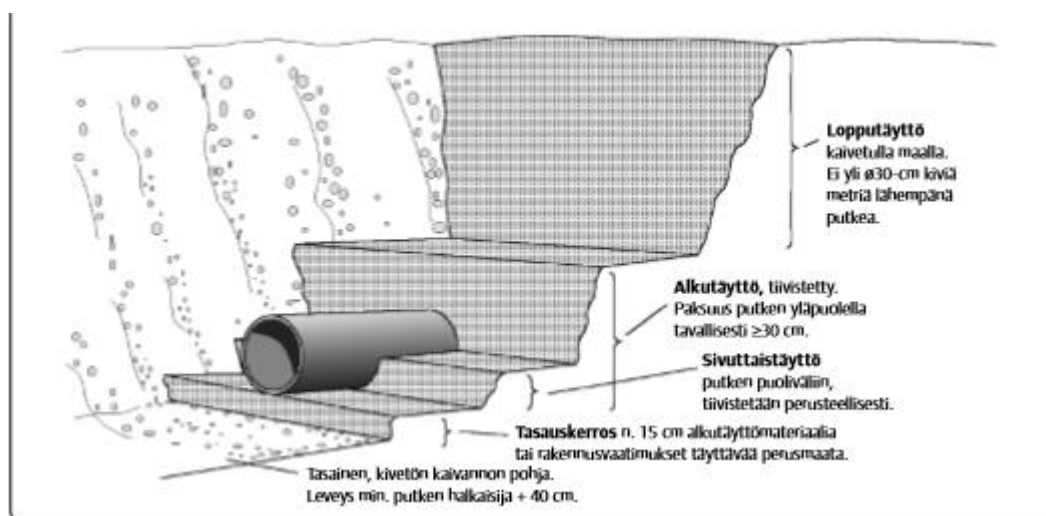 Lopputäyttö
kaivetulla maalla.
Ei yli ø30-cm kiviä
metriä lähempänä
putkea.
Alkutäyttö, tiivistetty.
Paksuus putken yläpuolella
tavallisesti ≥30 cm.
Sivuttaistäyttö
putken puoliväliin,
tiivistetään perusteellisesti.
Tasauskerros n. 15 cm alkutäyttömateriaalia
tai rakennusvaatimukset täyttävää perusmaata.
Tasainen, kivetön kaivannon pohja.
Leveys min. putken halkaisija + 40 cm.